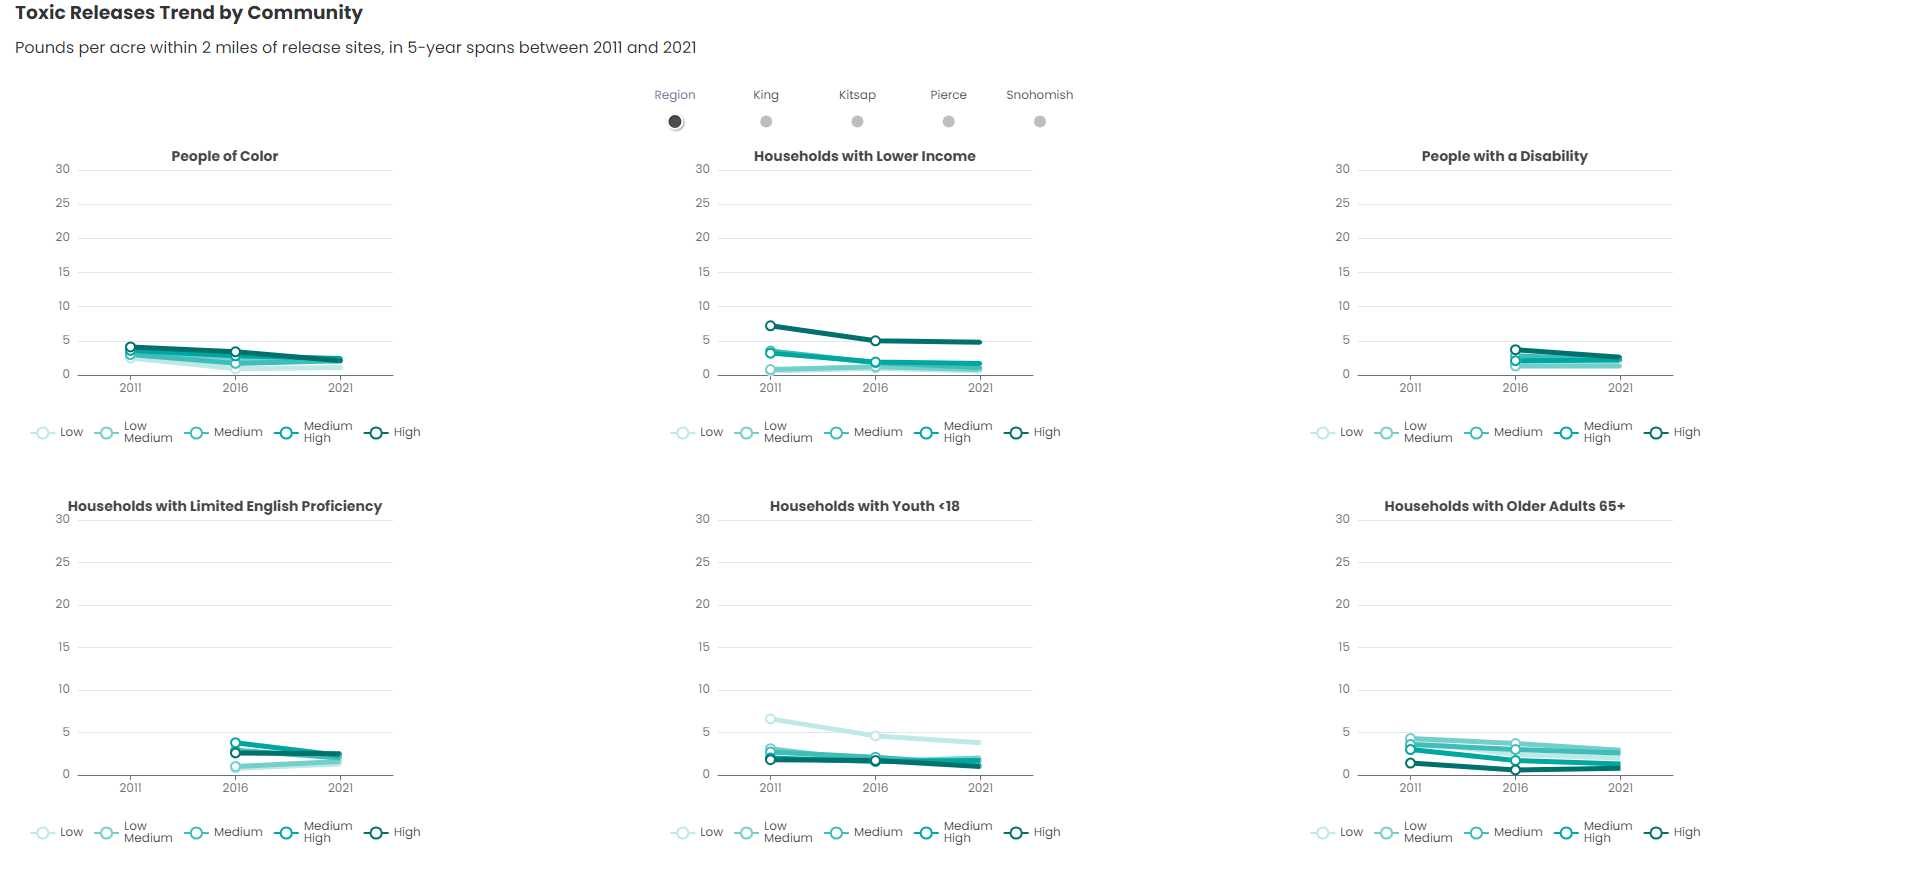 Toxic Releases Trend by Community
Pounds per acre within 2 miles of release sites, in 5-year spans between 2011 and 2021
Region King Kitsap Pierce Snohomish
People of Color
30
25
20
15
10
5
0
2011 2016 2021
Low
Low
Medium
Medium
Medium
High
High
Households with Lower Income
30
25
20
15
10
5
0
2011 2016 2021
Low
Low
Medium
Medium
Medium
High
High
People with a Disability
30
25
20
15
10
5
0
2011 2016 2021
Low
Low
Medium
Medium
Medium
High
High
Households with Limited English Proficiency
30
25
20
15
10
5
0
2011 2016 2021
Low
Low
Medium
Medium
Medium
High
High
Households with Youth <18
30
25
20
15
10
5
0
2011 2016 2021
Low
Low
Medium
Medium
Medium
High
High
Households with Older Adults 65+
30
25
20
15
10
5
0
2011 2016 2021
Low
Low
Medium
Medium
Medium
High
High